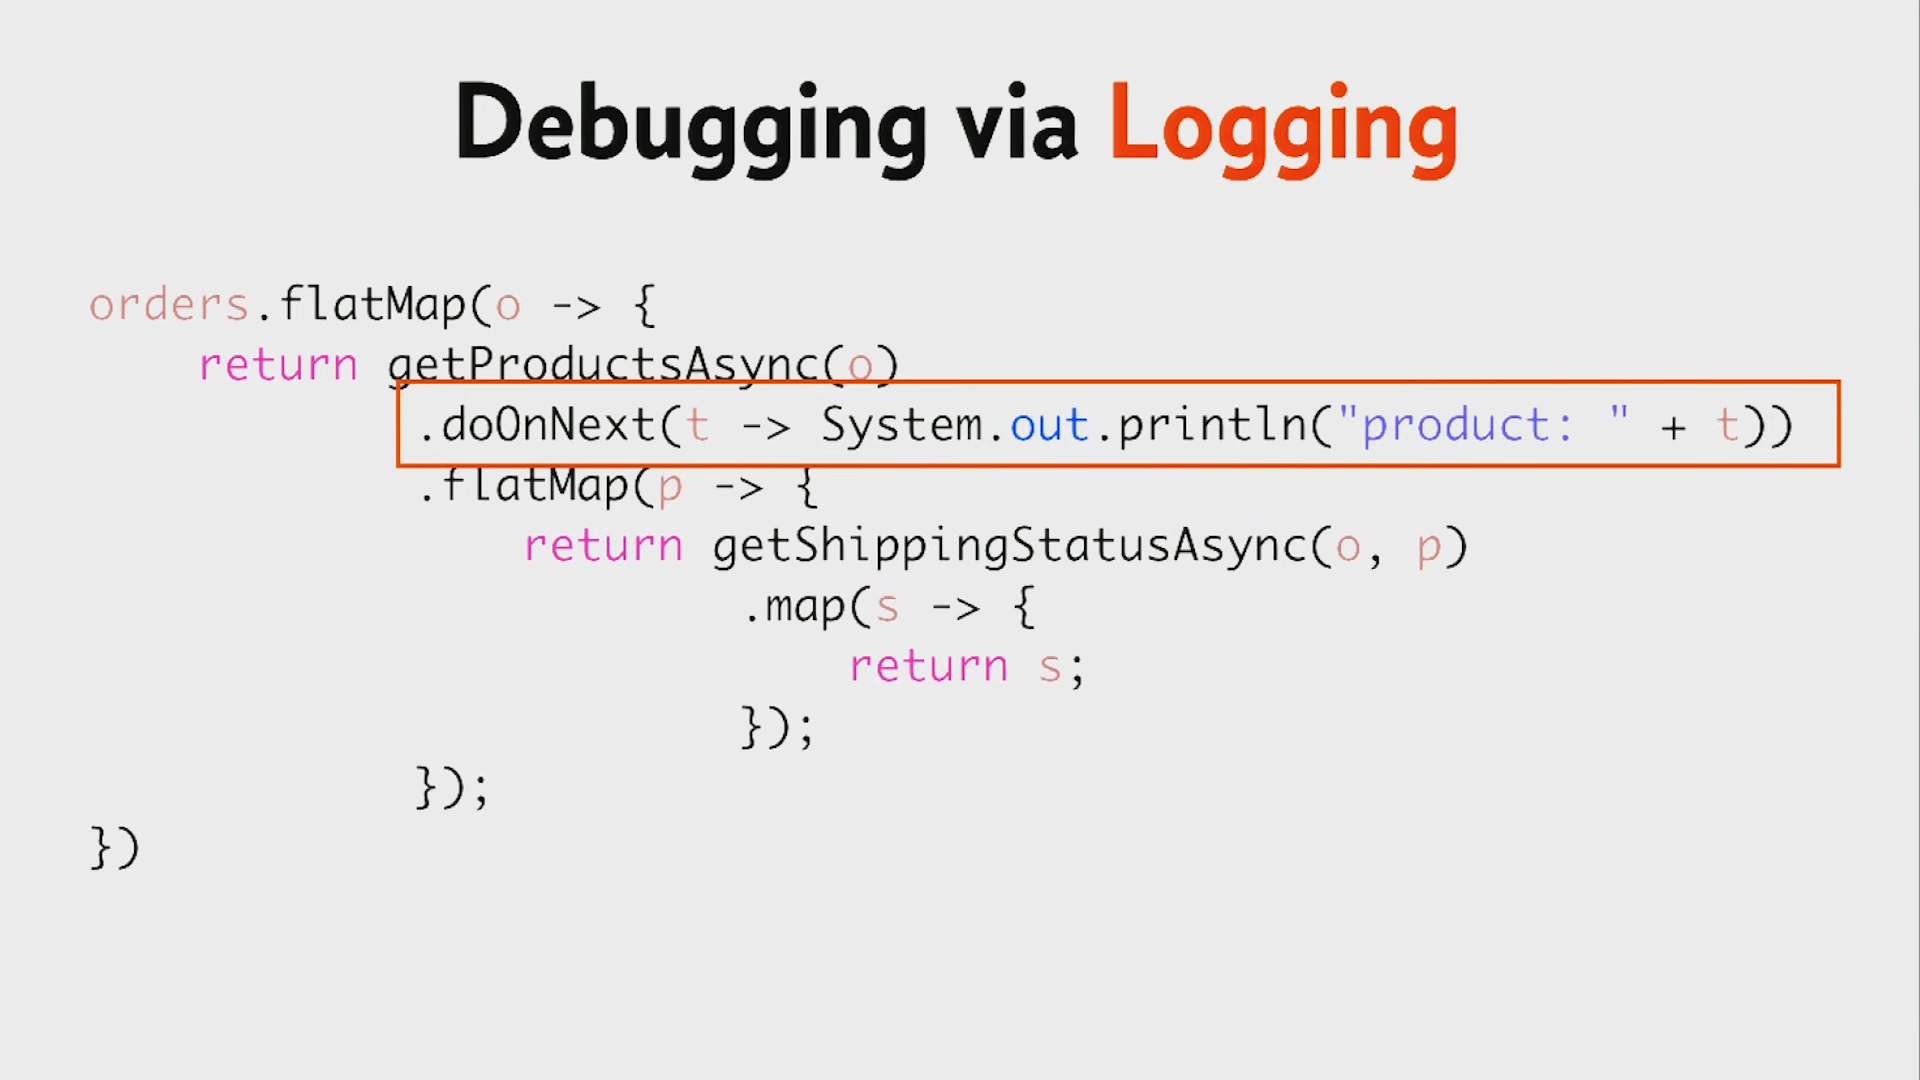 Debugging via Logging
orders.flatMap(o -> {
    return getProductsAsync(o)
            .doOnNext(t -> System.out.println("product: " + t))
            .flatMap(p -> {
                return getShippingStatusAsync(o, p)
                        .map(s -> {
                            return s;
                        });
            });
})